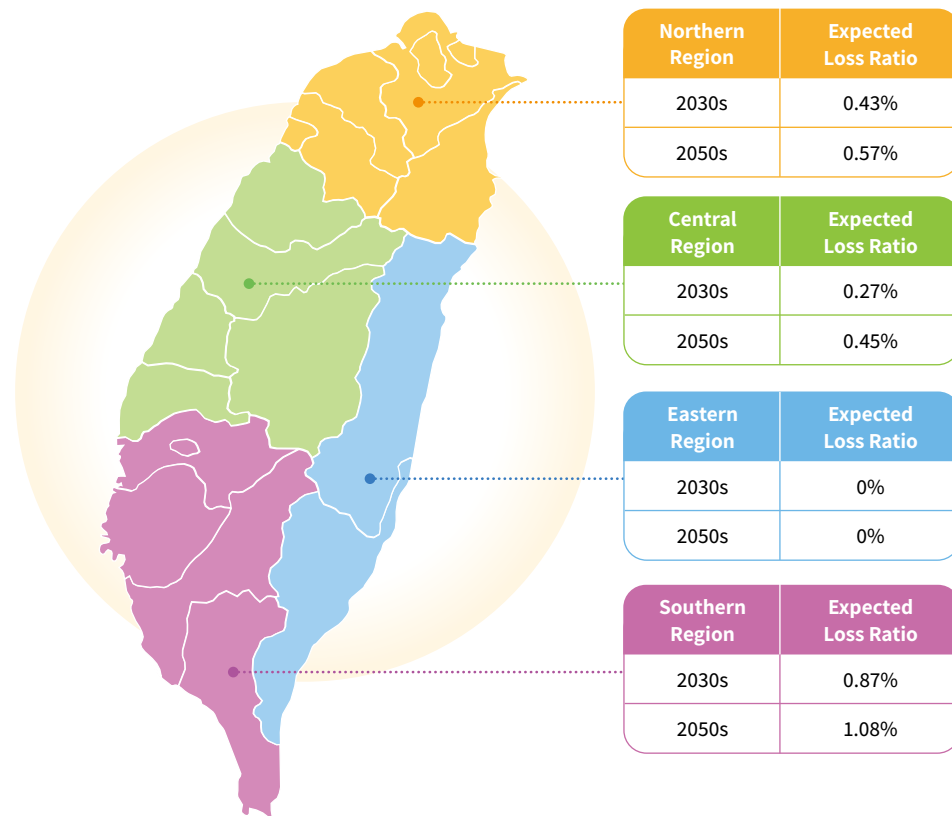 Northern Region Expected Loss Ratio
2030s 0.43%
2050s 0.57%
Central Region Expected Loss Ratio
2030s 0.27%
2050s 0.45%
Eastern Region Expected Loss Ratio
2030s 0%
2050s 0%
Southern Region Expected Loss Ratio
2030s 0.87%
2050s 1.08%